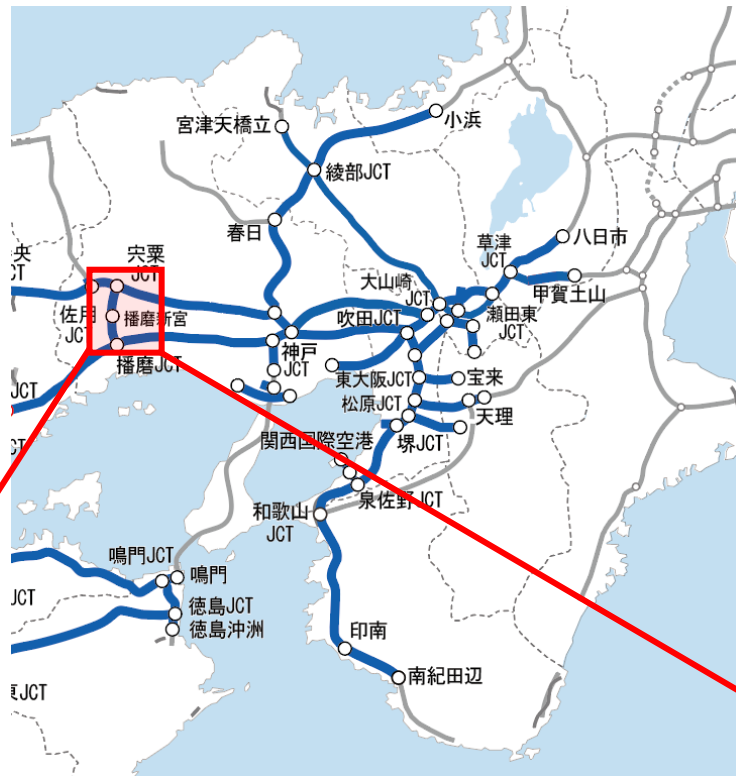 宮津天橋立
小浜
綾部JCT
春日
八日市
草津
JCT
甲賀土山
大山崎
JCT
瀬田東
JCT
央
CT
宍粟
JCT
佐用
JCT
播磨新宮
播磨JCT
吹田JCT
神戸
JCT
東大阪JCT
宝来
松原JCT
天理
JCT
CT
堺JCT
関西国際空港
泉佐野JCT
和歌山
JCT
鳴門JCT
鳴門
JCT
徳島JCT
徳島沖洲
印南
南紀田辺
JCT